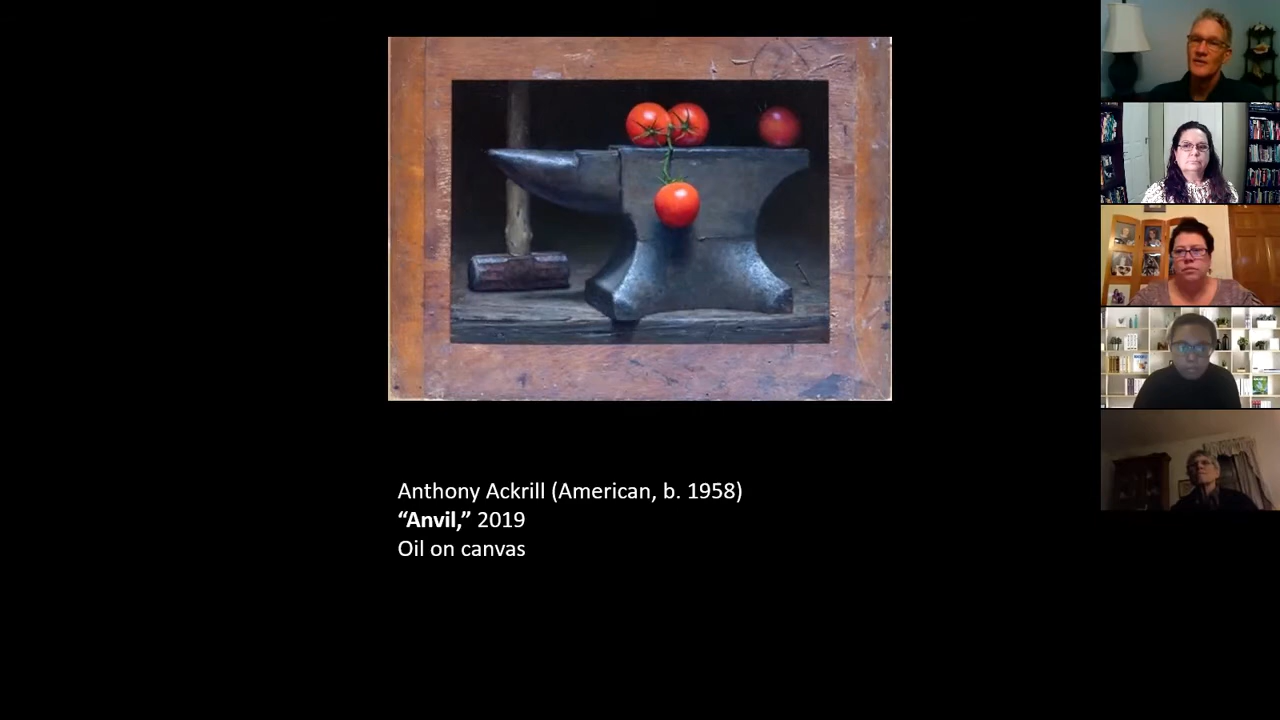 Anthony Ackrill (American, b. 1958)
“Anvil,” 2019
Oil on canvas